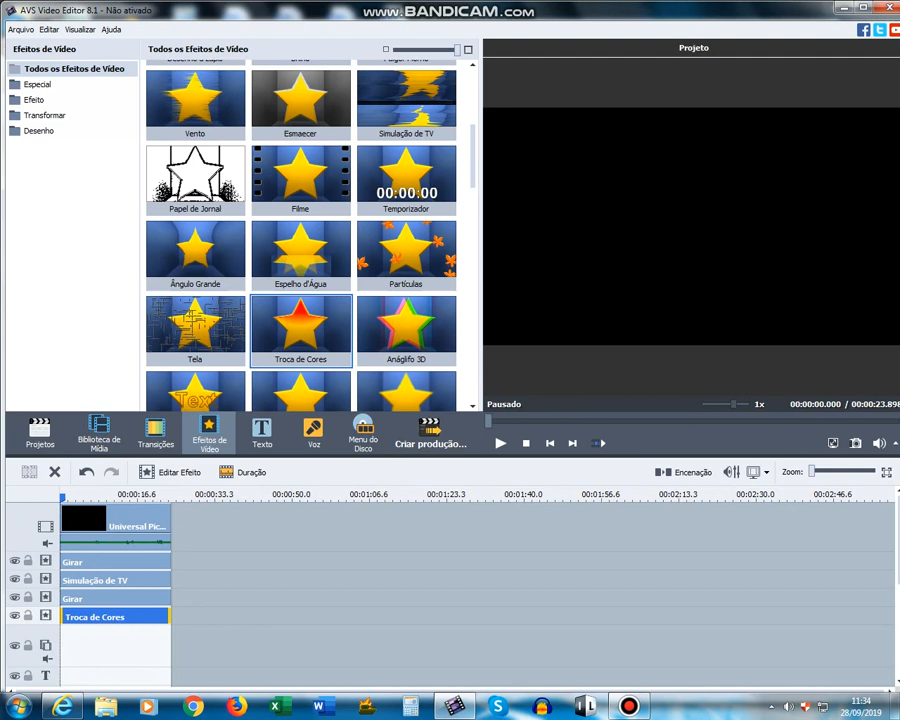 AVS Video Editor 8.1 - Não ativado
www.BANDICAM.com
Arquivo Editar Visualizar Ajuda
Efeitos de Vídeo
Todos os Efeitos de Vídeo
Projeto
Todos os Efeitos de Vídeo
Especial
Efeito
Transformar
Desenho
Vento
Esmaecer
Simulação de TV
00:00:00
Papel de Jornal
Filme
Temporizador
Ângulo Grande
Espelho d'Água
Partículas
Tela
Troca de Cores
Anáglifo 3D
Text
Pausado
1x
00:00:00.000 / 00:00:23.898
Projetos
Biblioteca de
Mídia
Transições
Efeitos de
Vídeo
Texto
Voz
Menu do
Disco
Criar produção...
Editar Efeito
Duração
Encenação
Zoom:
00:00:16.6 00:00:33.3 00:00:50.0 00:01:06.6 00:01:23.3 00:01:40.0 00:01:56.6 00:02:13.3 00:02:30.0 00:02:46.6
Universal Pic...
Girar
Simulação de TV
Girar
Troca de Cores
T
11:34
28/09/2019